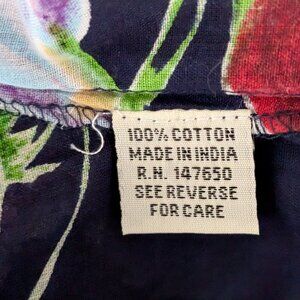 100% COTTON
MADE IN INDIA
R.N. 147650
SEE REVERSE
FOR CARE